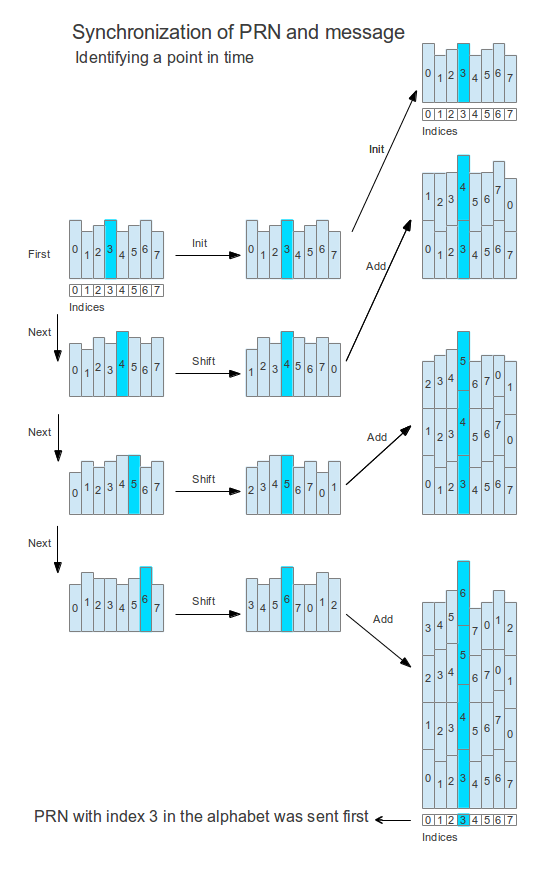 Synchronization of PRN and message
Identifying a point in time
0 1 2 3 4 5 6 7
0 1 2 3 4 5 6 7
Indices
Init
1 2 3 4 5 6 7 0
0 1 2 3 4 5 6 7
First
0 1 2 3 4 5 6 7
Init
0 1 2 3 4 5 6 7
Add
0 1 2 3 4 5 6 7
Indices
Next
0 1 2 3 4 5 6 7
Shift
1 2 3 4 5 6 7 0
2 3 4 5 6 7 0 1
1 2 3 4 5 6 7 0
0 1 2 3 4 5 6 7
Next
Add
0 1 2 3 4 5 6 7
Shift
2 3 4 5 6 7 0 1
Next
0 1 2 3 4 5 6 7
Shift
3 4 5 6 7 0 1 2
Add
3 4 5 6 7 0 1 2
2 3 4 5 6 7 0 1
1 2 3 4 5 6 7 0
0 1 2 3 4 5 6 7
PRN with index 3 in the alphabet was sent first
0 1 2 3 4 5 6 7
Indices